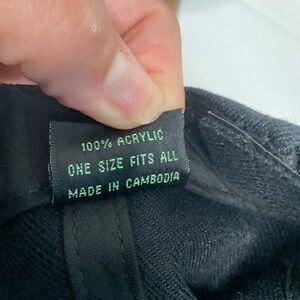 100% ACRYLIC
ONE SIZE FITS ALL
MADE IN CAMBODIA